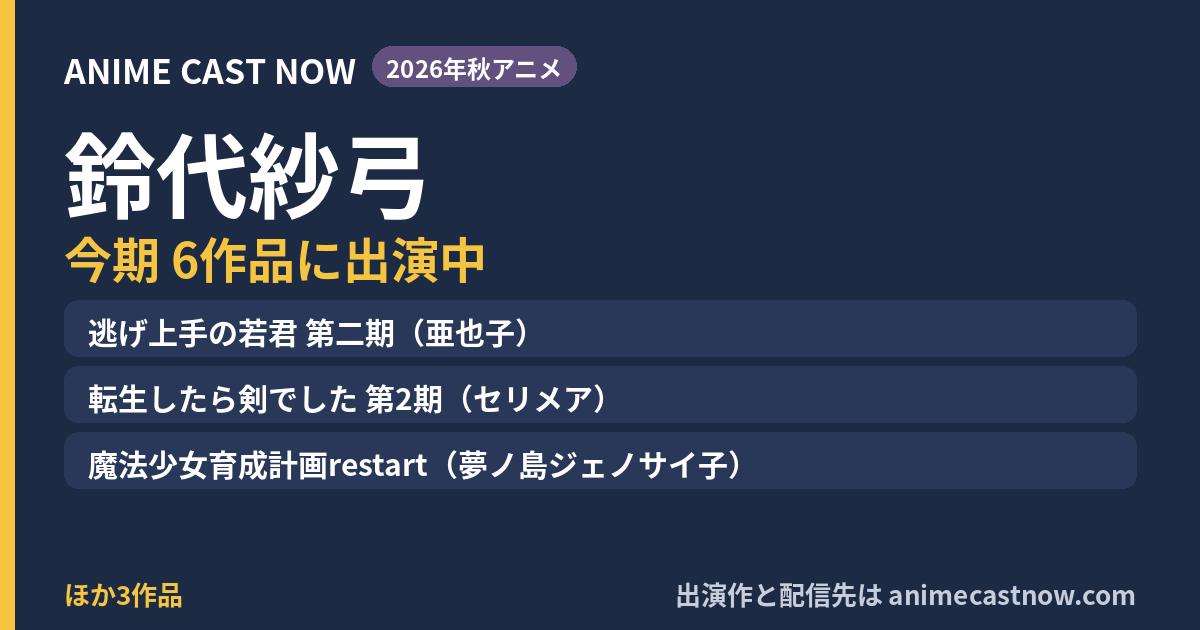 ANIME CAST NOW 2026年秋アニメ
鈴代紗弓
今期 6作品に出演中
逃げ上手の若君 第二期（亜也子）
転生したら剣でした 第2期（セリメア）
魔法少女育成計画restart（夢ノ島ジェノサイ子）
ほか3作品 出演作と配信先は animecastnow.com